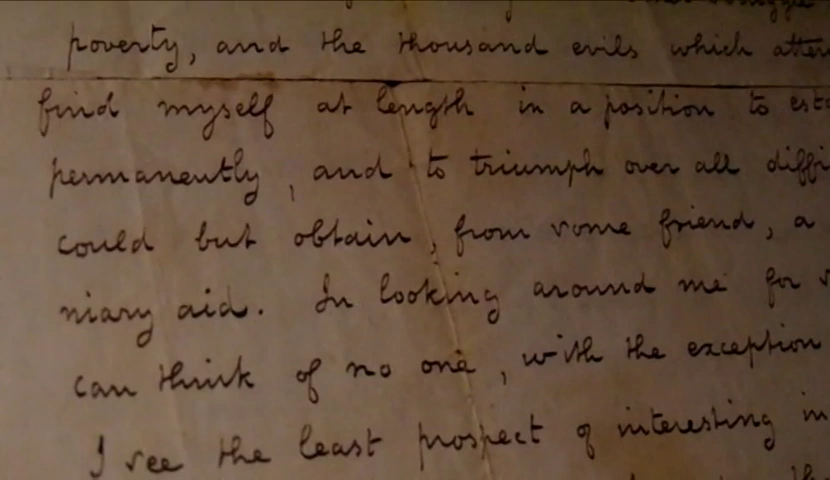 poverty, and the thousand evils which
find myself at length in a position to
permanently, and to triumph over all
could but obtain, from some friend, a
niary aid. In looking around me for
can think of no one, with the exception
I see the least prospect of interesting in